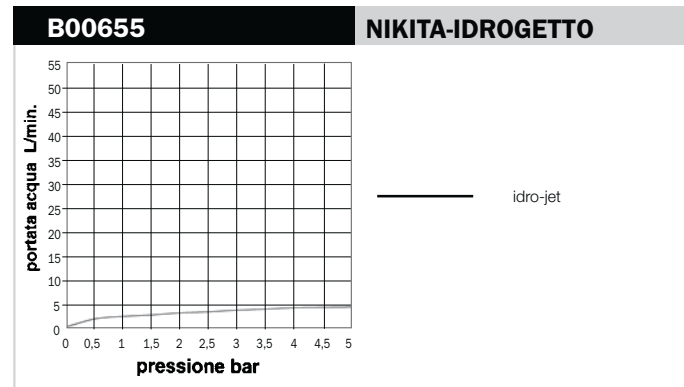 B00655
NIKITA-IDROGETTO
portata acqua L/min.
55
50
45
40
35
30
25
20
15
10
5
0
0 0,5 1 1,5 2 2,5 3 3,5 4 4,5 5
pressione bar
idro-jet